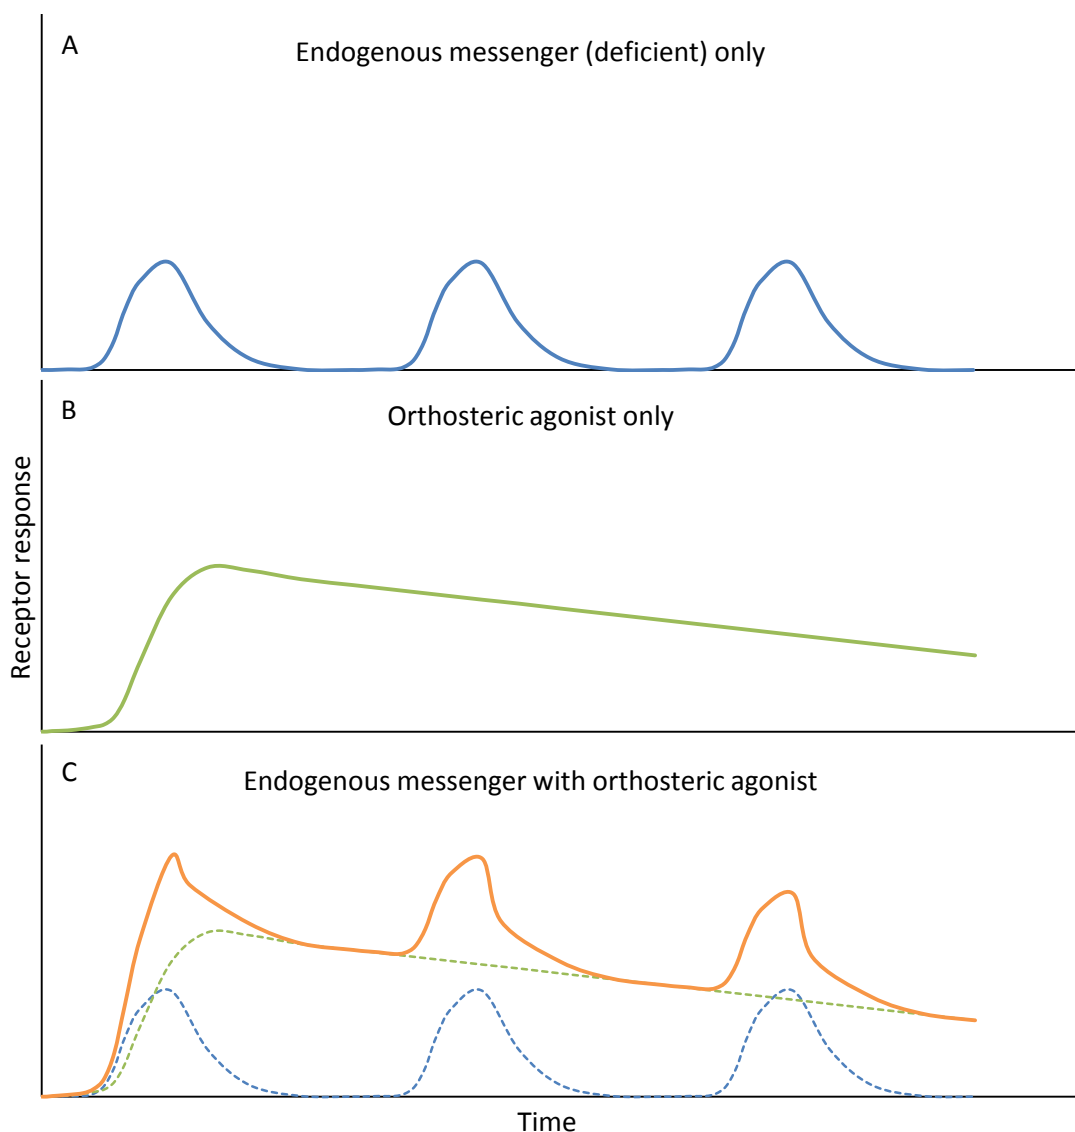 A
Endogenous messenger (deficient) only
B
Orthosteric agonist only
Receptor response
C
Endogenous messenger with orthosteric agonist
Time